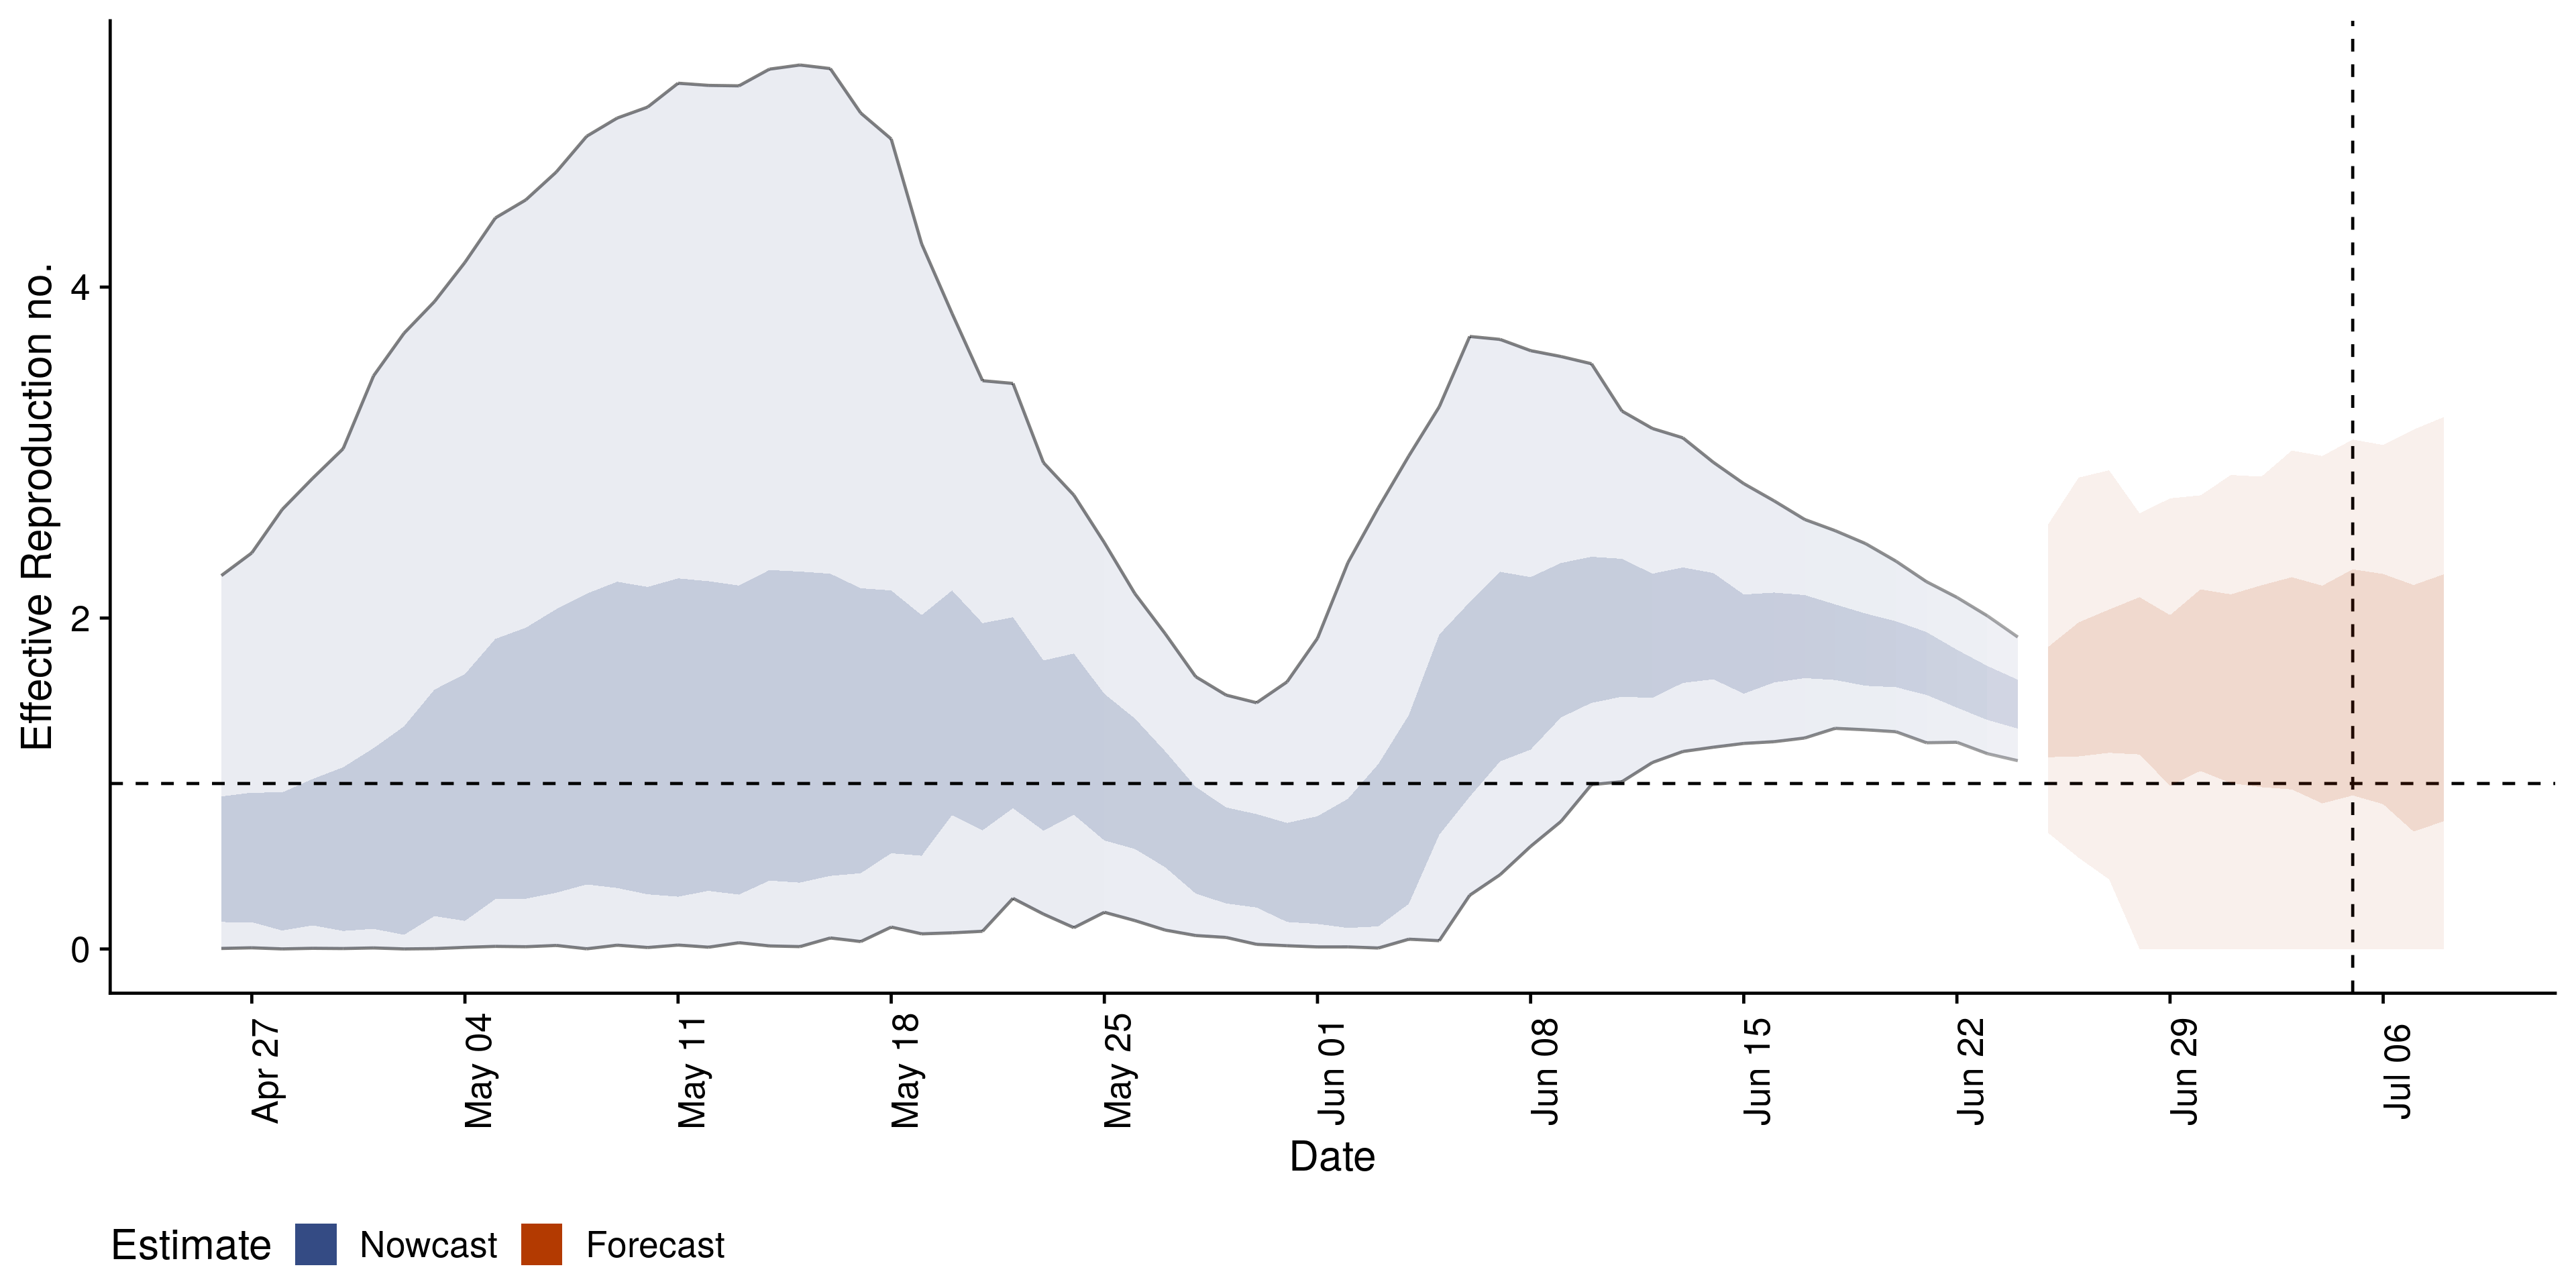 Effective Reproduction no.
4
2
0
Apr 27
May 04
May 11
May 18
May 25
Jun 01
Jun 08
Jun 15
Jun 22
Jun 29
Jul 06
Date
Estimate Nowcast Forecast